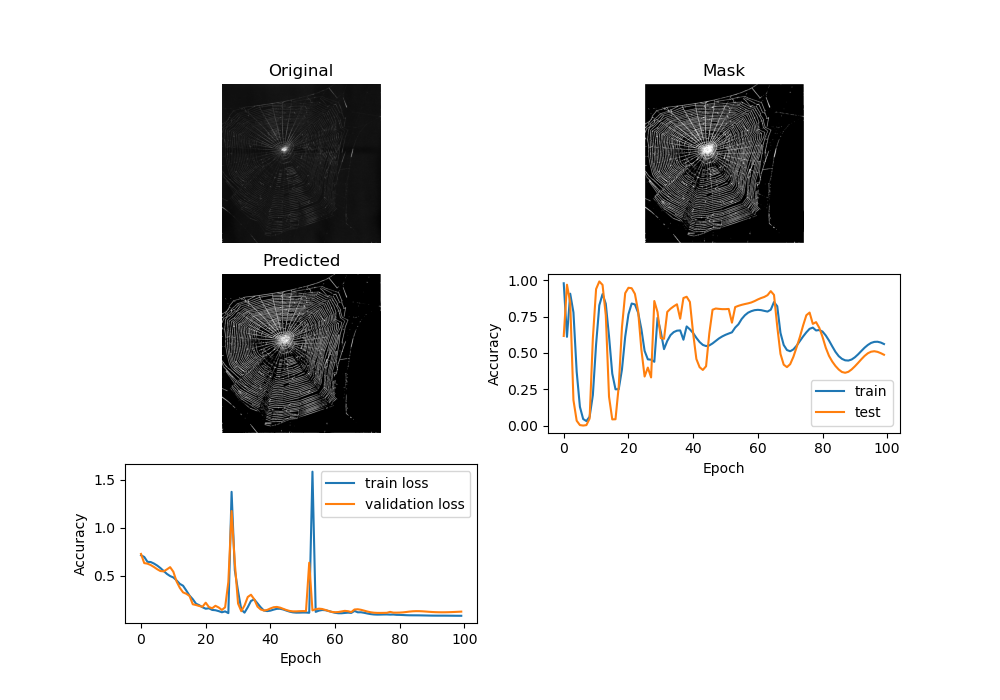 Original
Mask
Predicted
1.00
0.75
0.50
0.25
0.00
Accuracy
train
test
0 20 40 60 80 100
Epoch
1.5
1.0
0.5
Accuracy
train loss
validation loss
0 20 40 60 80 100
Epoch